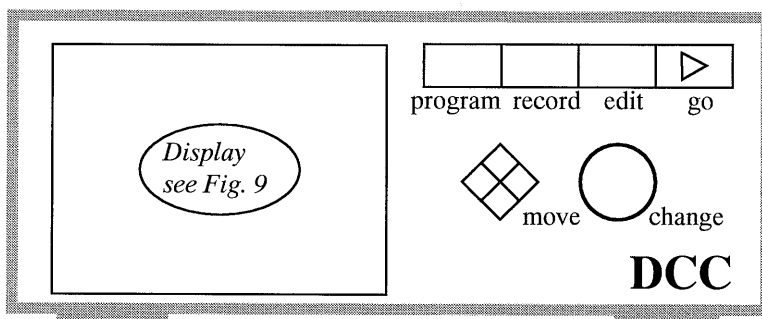 Display
see Fig. 9
program record edit go
move change
DCC